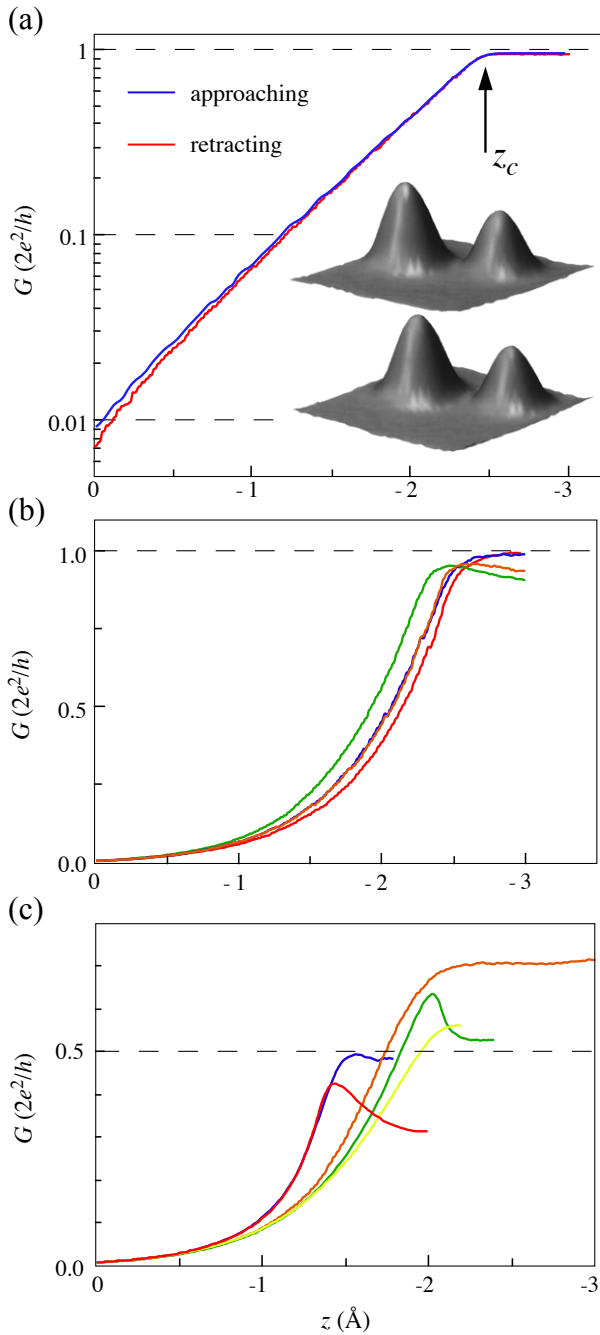 (a)
1
approaching
retracting
z_c
G (2e²/h)
0.1
0.01
0
-1
-2
-3
(b)
1.0
G (2e²/h)
0.5
0.0
0
-1
-2
-3
(c)
G (2e²/h)
0.5
0.0
0
-1
-2
-3
z (Å)